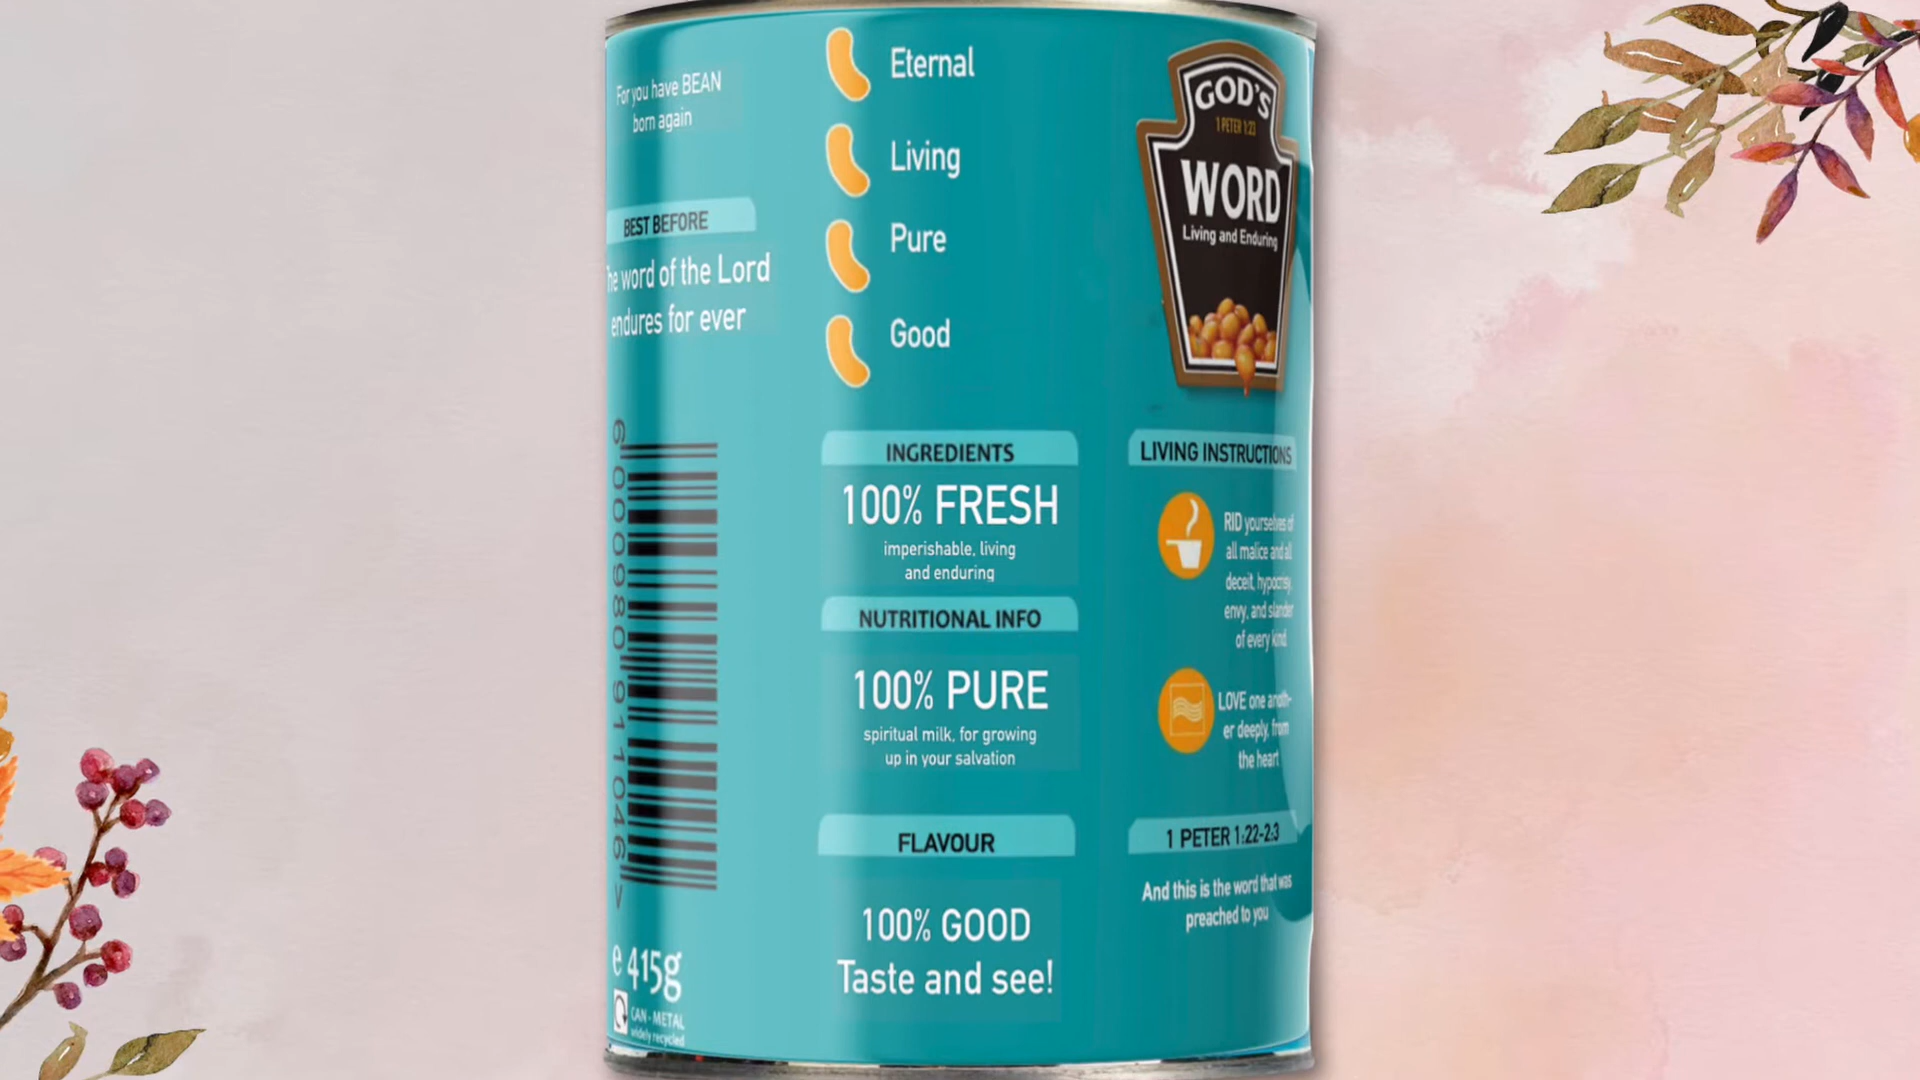 For you have BEAN
born again
BEST BEFORE
The word of the Lord
endures for ever
6 000980 911046 >
e 415g
CAN - METAL
widely recycled
Eternal
Living
Pure
Good
INGREDIENTS
100% FRESH
imperishable, living
and enduring
NUTRITIONAL INFO
100% PURE
spiritual milk, for growing
up in your salvation
FLAVOUR
100% GOOD
Taste and see!
GOD'S
1 PETER 1:23
WORD
Living and Enduring
LIVING INSTRUCTIONS
RID yourselves of
all malice and all
deceit, hypocrisy,
envy, and slander
of every kind
LOVE one anoth-
er deeply, from
the heart
1 PETER 1:22-2:3
And this is the word that was
preached to you